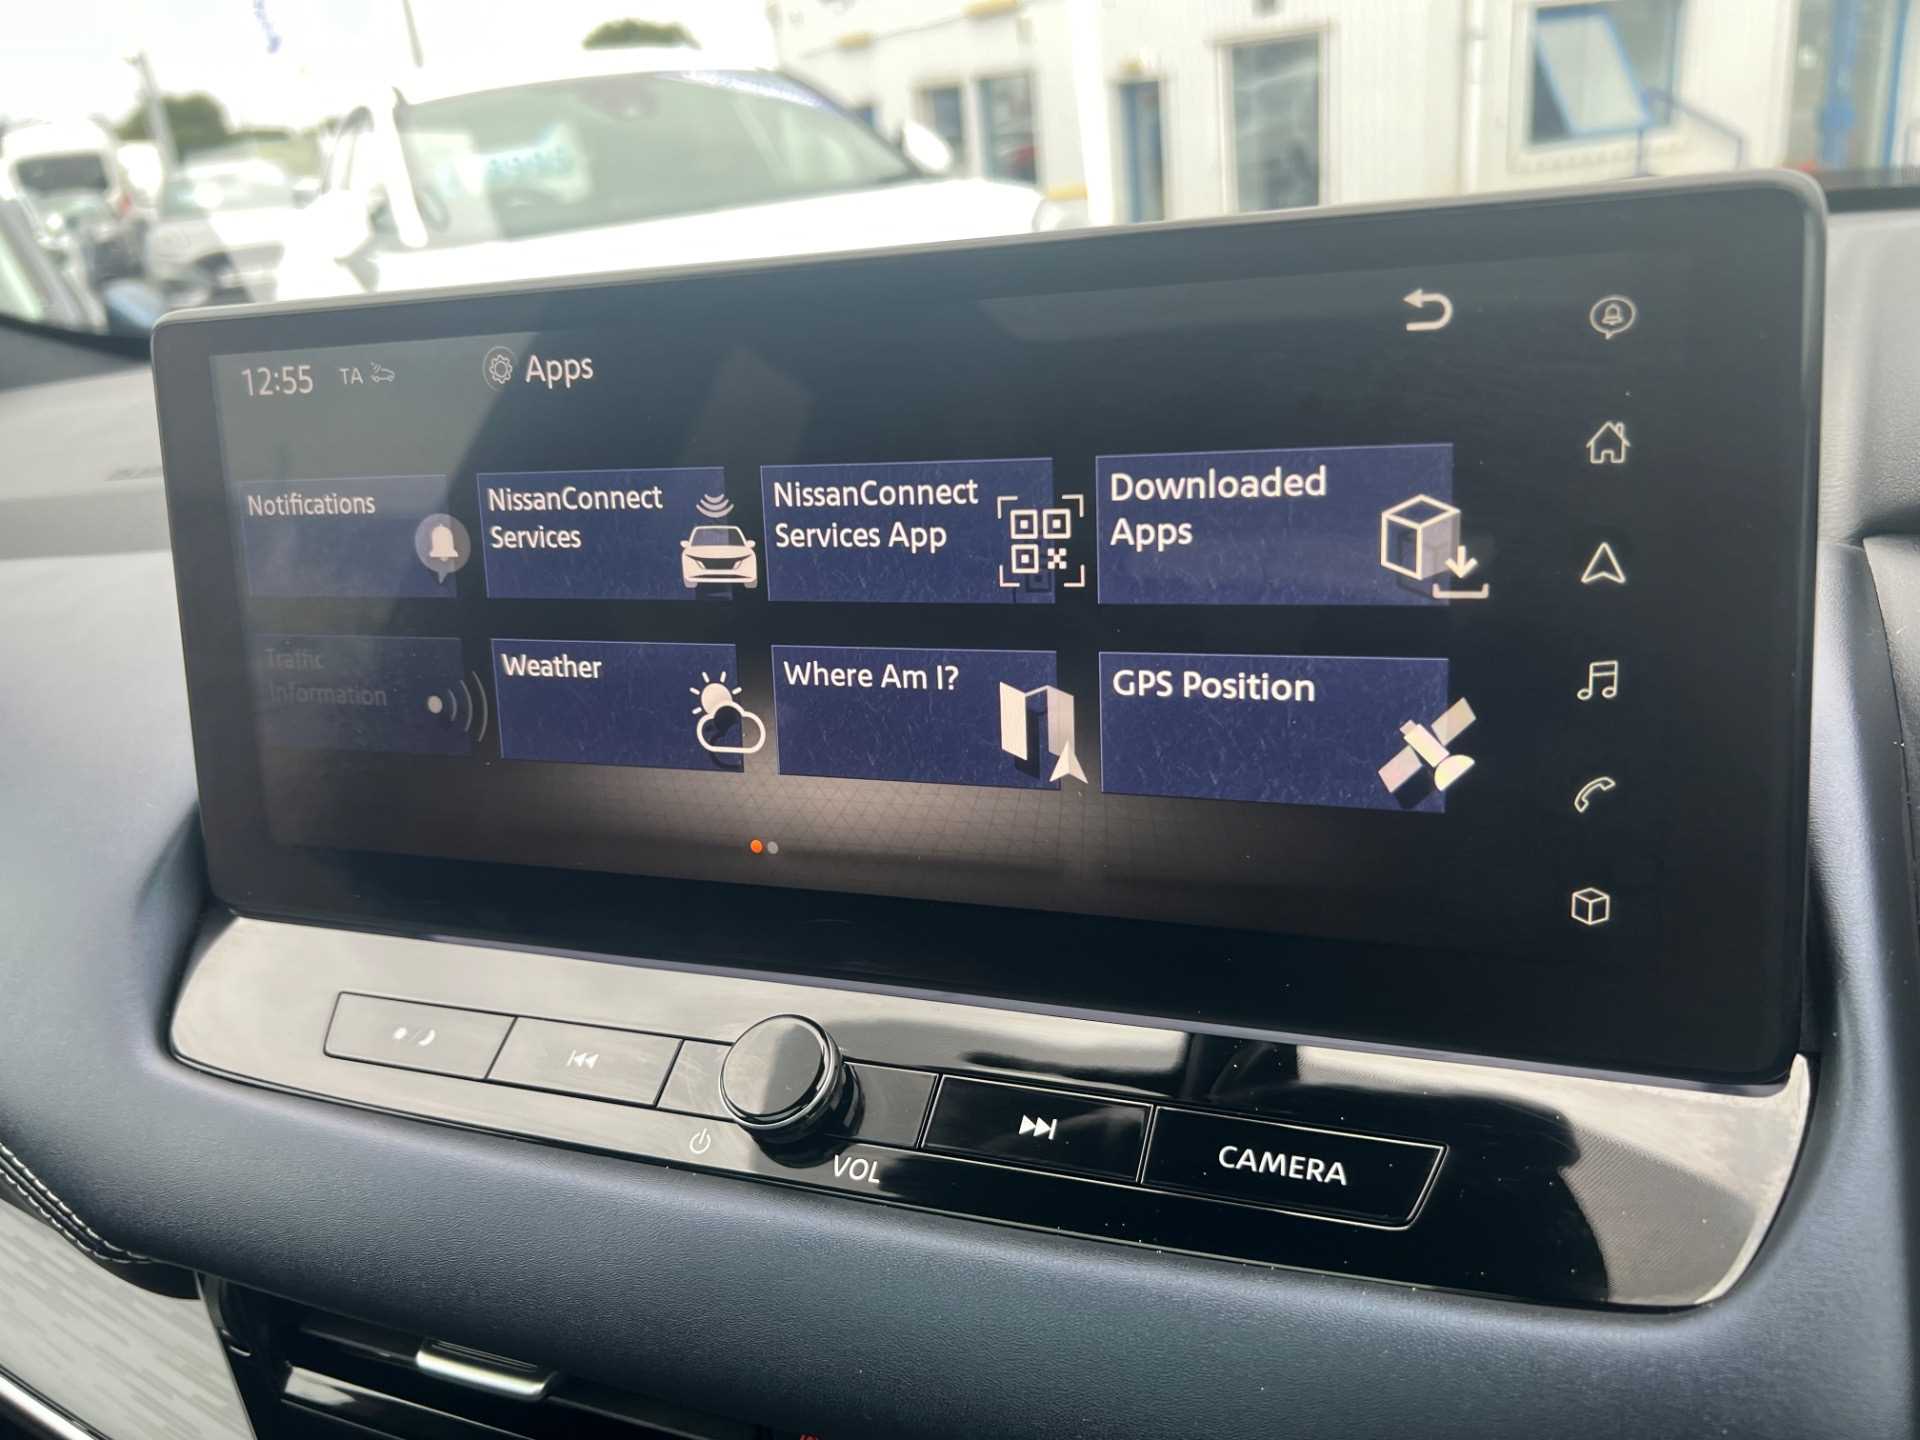 12:55 TA Apps
Notifications
NissanConnect
Services
NissanConnect
Services App
Downloaded
Apps
Traffic
Information
Weather
Where Am I?
GPS Position
VOL
CAMERA